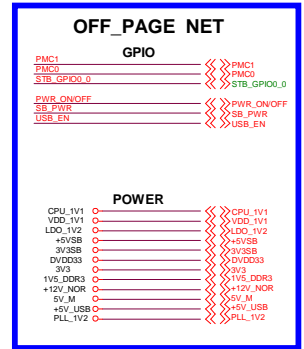 OFF_PAGE NET
GPIO
PMC1 PMC1
PMC0 PMC0
STB_GPIO0_0 STB_GPIO0_0
PWR_ON/OFF PWR_ON/OFF
SB_PWR SB_PWR
USB_EN USB_EN
POWER
CPU_1V1 CPU_1V1
VDD_1V1 VDD_1V1
LDO_1V2 LDO_1V2
+5VSB +5VSB
3V3SB 3V3SB
DVDD33 DVDD33
3V3 3V3
1V5_DDR3 1V5_DDR3
+12V_NOR +12V_NOR
5V_M 5V_M
+5V_USB +5V_USB
PLL_1V2 PLL_1V2